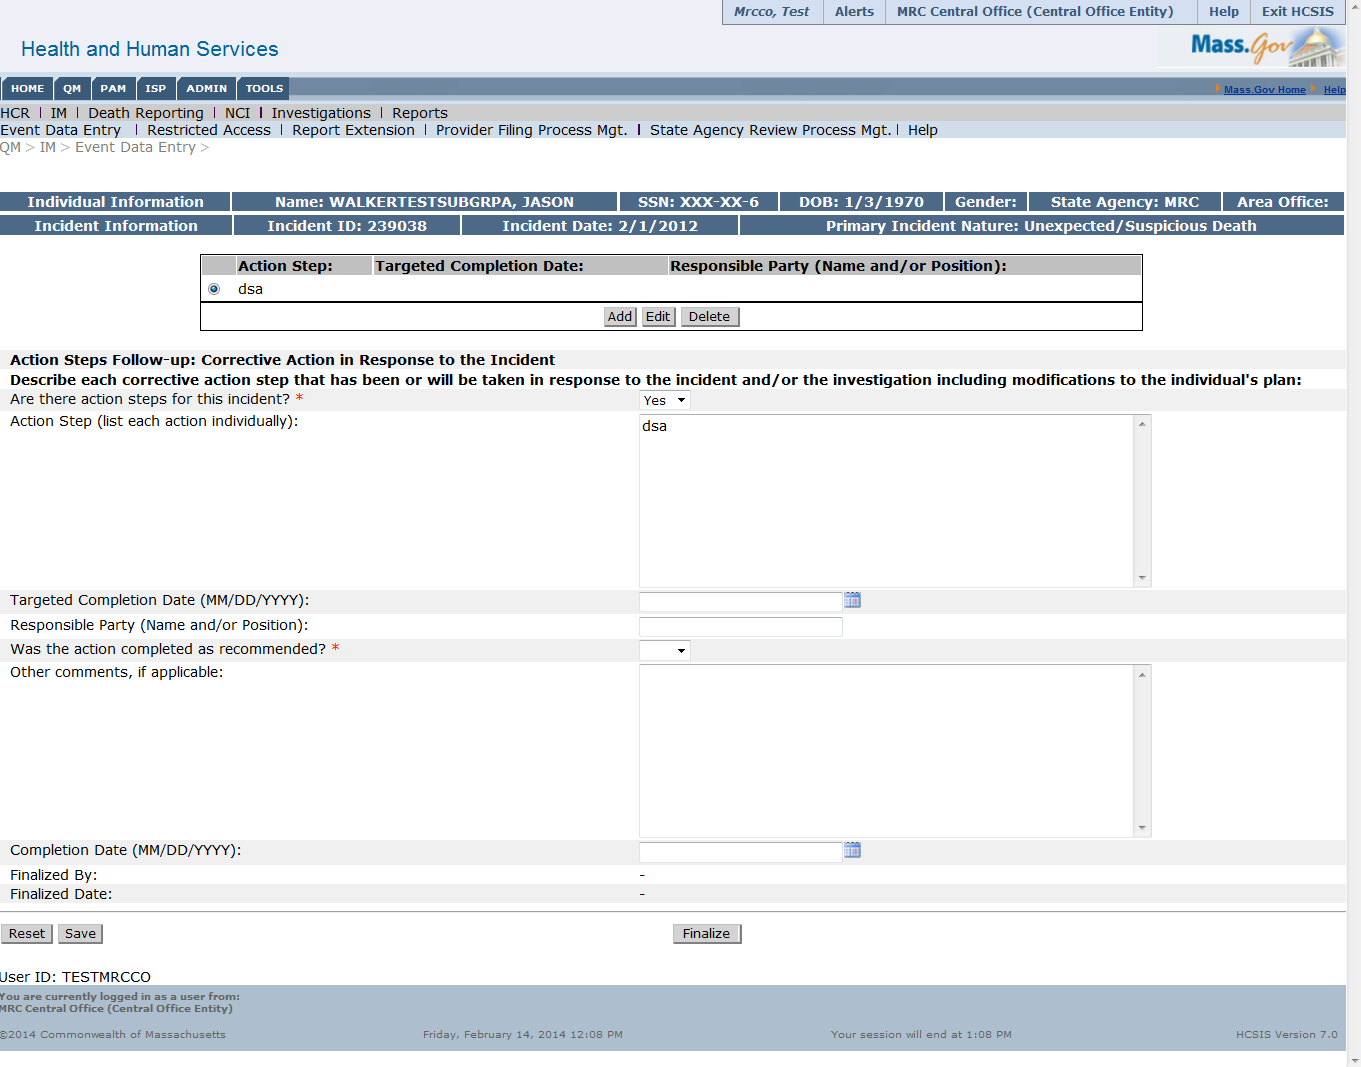 Mrcco, Test Alerts MRC Central Office (Central Office Entity) Help Exit HCSIS
Health and Human Services
Mass.Gov
HOME QM PAM ISP ADMIN TOOLS
Mass.Gov Home Help
HCR | IM | Death Reporting | NCI | Investigations | Reports
Event Data Entry | Restricted Access | Report Extension | Provider Filing Process Mgt. | State Agency Review Process Mgt. | Help
QM > IM > Event Data Entry >
Individual Information Name: WALKERTESTSUBGRPA, JASON SSN: XXX-XX-6 DOB: 1/3/1970 Gender: State Agency: MRC Area Office:
Incident Information Incident ID: 239038 Incident Date: 2/1/2012 Primary Incident Nature: Unexpected/Suspicious Death
Action Step: Targeted Completion Date: Responsible Party (Name and/or Position):
dsa
Add Edit Delete
Action Steps Follow-up: Corrective Action in Response to the Incident
Describe each corrective action step that has been or will be taken in response to the incident and/or the investigation including modifications to the individual's plan:
Are there action steps for this incident? * Yes
Action Step (list each action individually): dsa
Targeted Completion Date (MM/DD/YYYY):
Responsible Party (Name and/or Position):
Was the action completed as recommended? *
Other comments, if applicable:
Completion Date (MM/DD/YYYY):
Finalized By: -
Finalized Date: -
Reset Save Finalize
User ID: TESTMRCCO
You are currently logged in as a user from:
MRC Central Office (Central Office Entity)
©2014 Commonwealth of Massachusetts Friday, February 14, 2014 12:08 PM Your session will end at 1:08 PM HCSIS Version 7.0